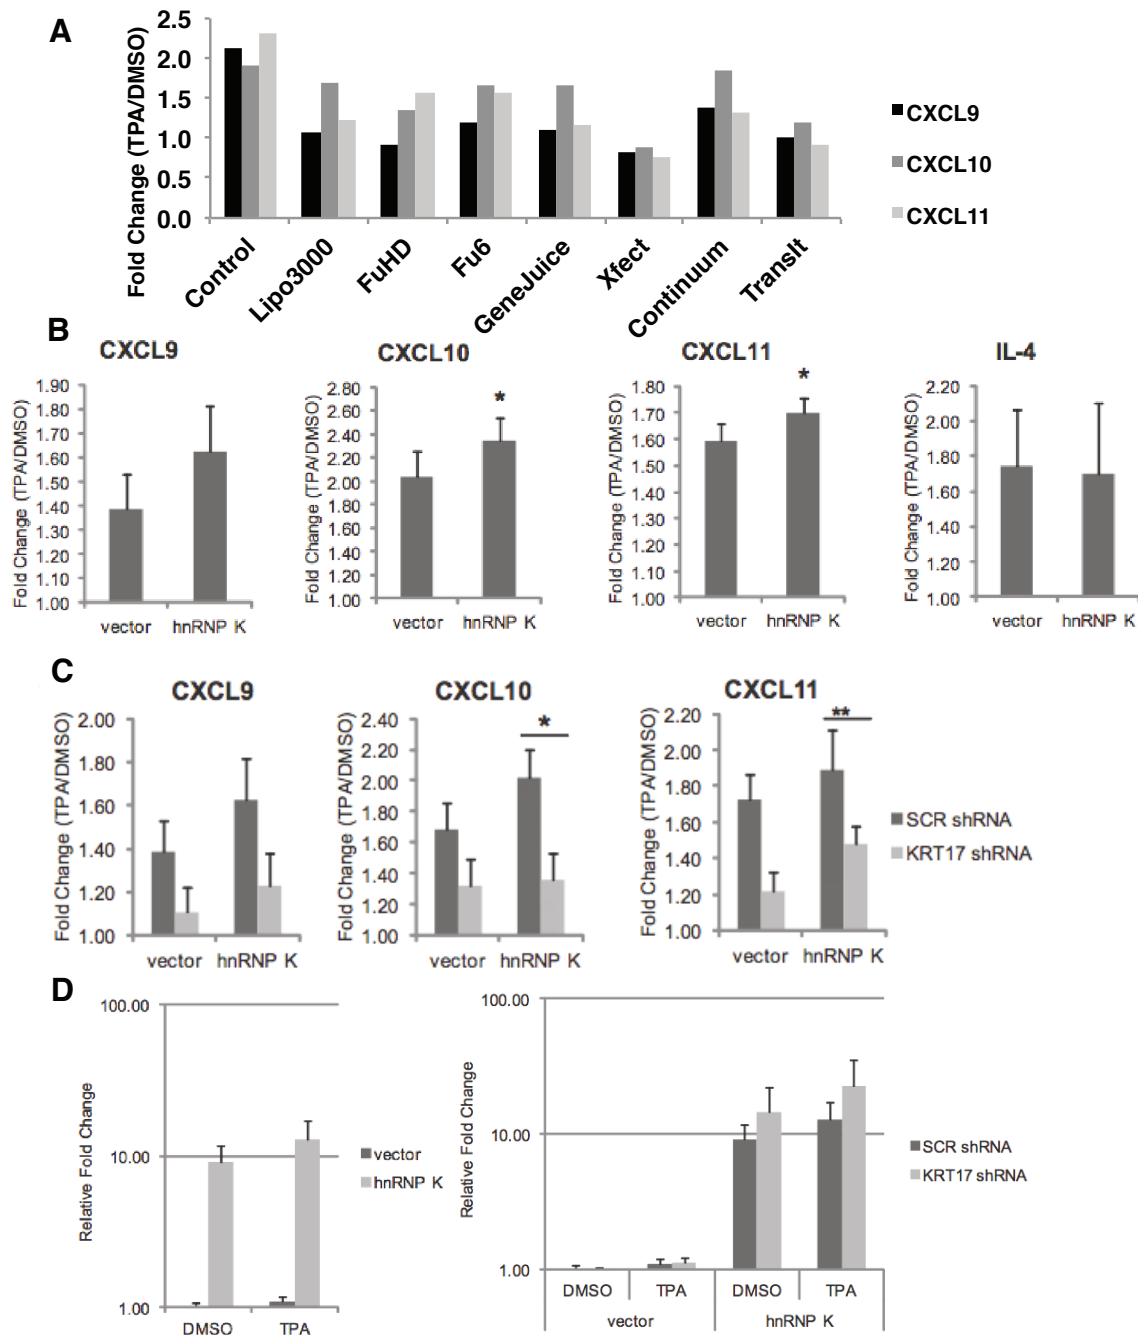 A
Fold Change (TPA/DMSO)
2.5
2.0
1.5
1.0
0.5
0.0
Control
Lipo3000
FuHD
Fu6
GeneJuice
Xfect
Continuum
TransIt
CXCL9
CXCL10
CXCL11
B
CXCL9
Fold Change (TPA/DMSO)
1.90
1.80
1.70
1.60
1.50
1.40
1.30
1.20
1.10
1.00
vector hnRNP K
CXCL10
Fold Change (TPA/DMSO)
2.80
2.60
2.40
2.20
2.00
1.80
1.60
1.40
1.20
1.00
*
vector hnRNP K
CXCL11
Fold Change (TPA/DMSO)
1.80
1.70
1.60
1.50
1.40
1.30
1.20
1.10
1.00
*
vector hnRNP K
IL-4
Fold Change (TPA/DMSO)
2.20
2.00
1.80
1.60
1.40
1.20
1.00
vector hnRNP K
C
CXCL9
Fold Change (TPA/DMSO)
2.00
1.80
1.60
1.40
1.20
1.00
vector hnRNP K
CXCL10
Fold Change (TPA/DMSO)
2.40
2.20
2.00
1.80
1.60
1.40
1.20
1.00
*
vector hnRNP K
CXCL11
Fold Change (TPA/DMSO)
2.20
2.00
1.80
1.60
1.40
1.20
1.00
**
vector hnRNP K
SCR shRNA
KRT17 shRNA
D
Relative Fold Change
100.00
10.00
1.00
DMSO TPA
vector
hnRNP K
Relative Fold Change
100.00
10.00
1.00
DMSO TPA DMSO TPA
vector hnRNP K
SCR shRNA
KRT17 shRNA